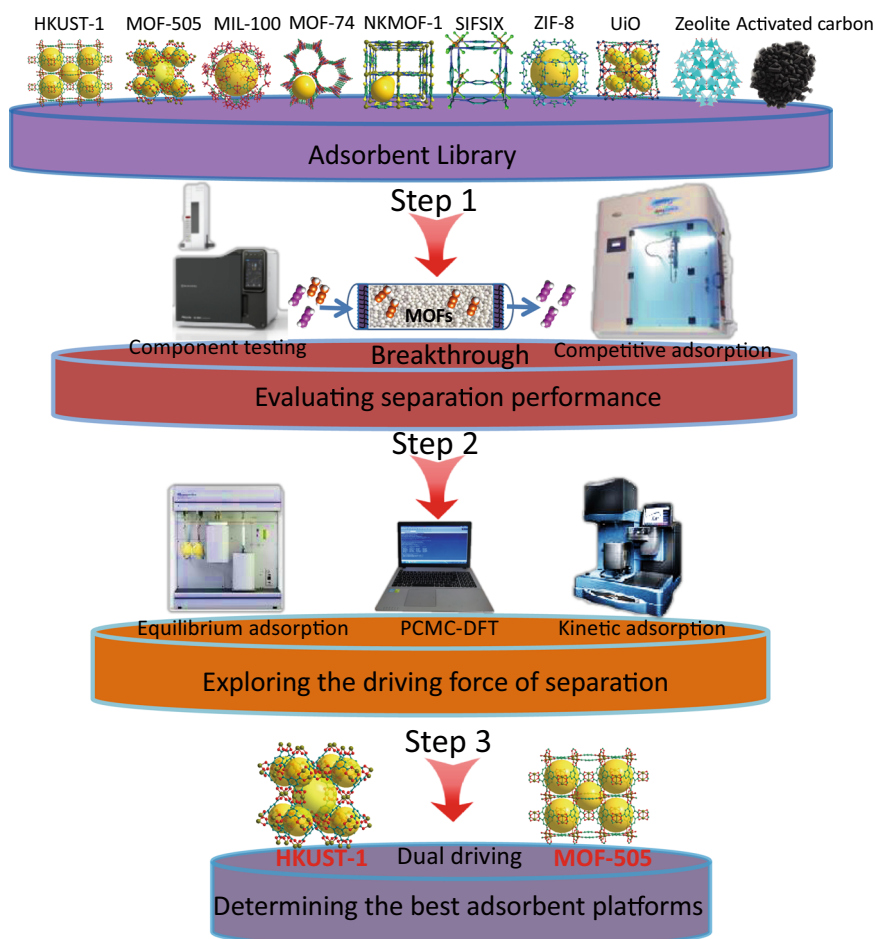 HKUST-1 MOF-505 MIL-100 MOF-74 NKMOF-1 SIFSIX ZIF-8 UiO Zeolite Activated carbon
Adsorbent Library
Step 1
MOFs
Component testing Breakthrough Competitive adsorption
Evaluating separation performance
Step 2
Equilibrium adsorption PCMC-DFT Kinetic adsorption
Exploring the driving force of separation
Step 3
HKUST-1 Dual driving MOF-505
Determining the best adsorbent platforms